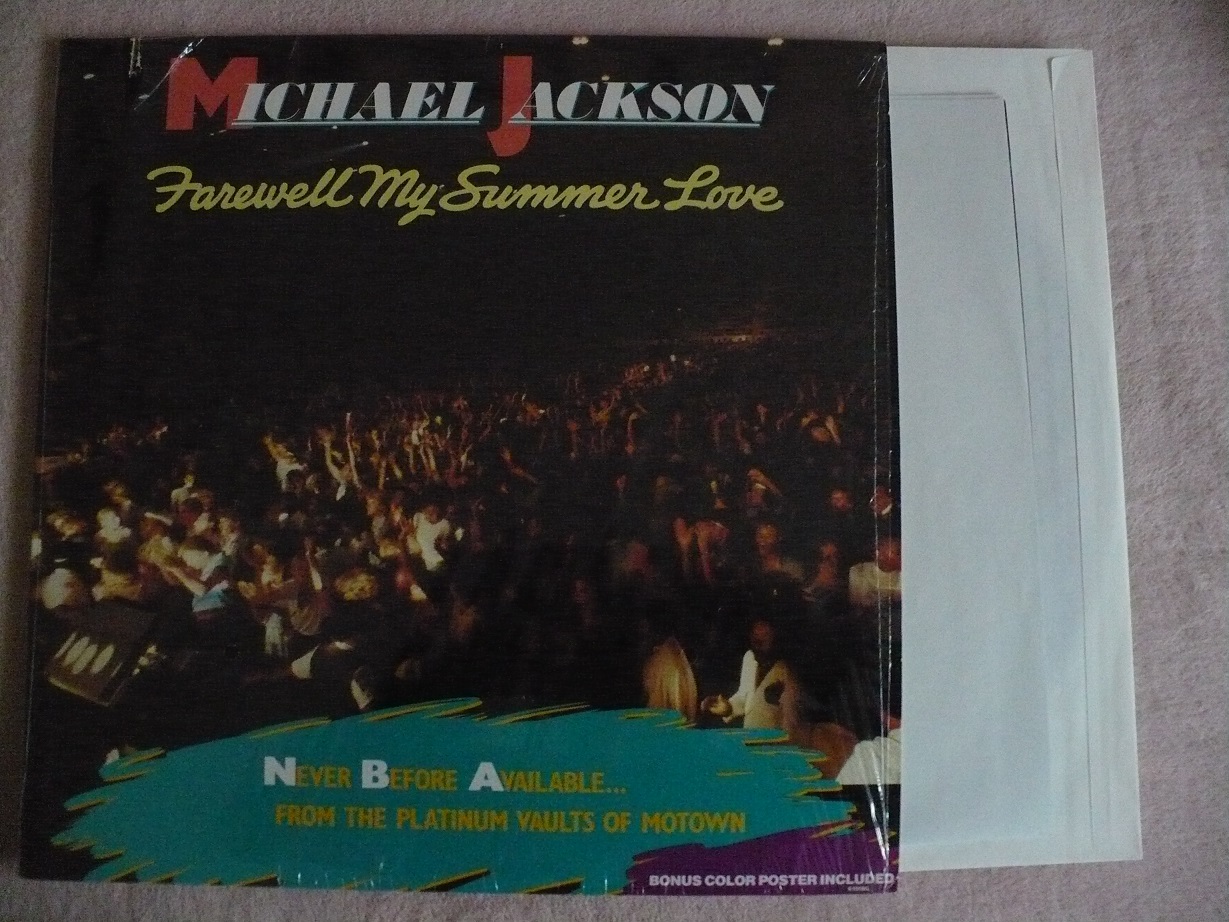 MICHAEL JACKSON
Farewell My Summer Love
NEVER BEFORE AVAILABLE...
FROM THE PLATINUM VAULTS OF MOTOWN
BONUS COLOR POSTER INCLUDED